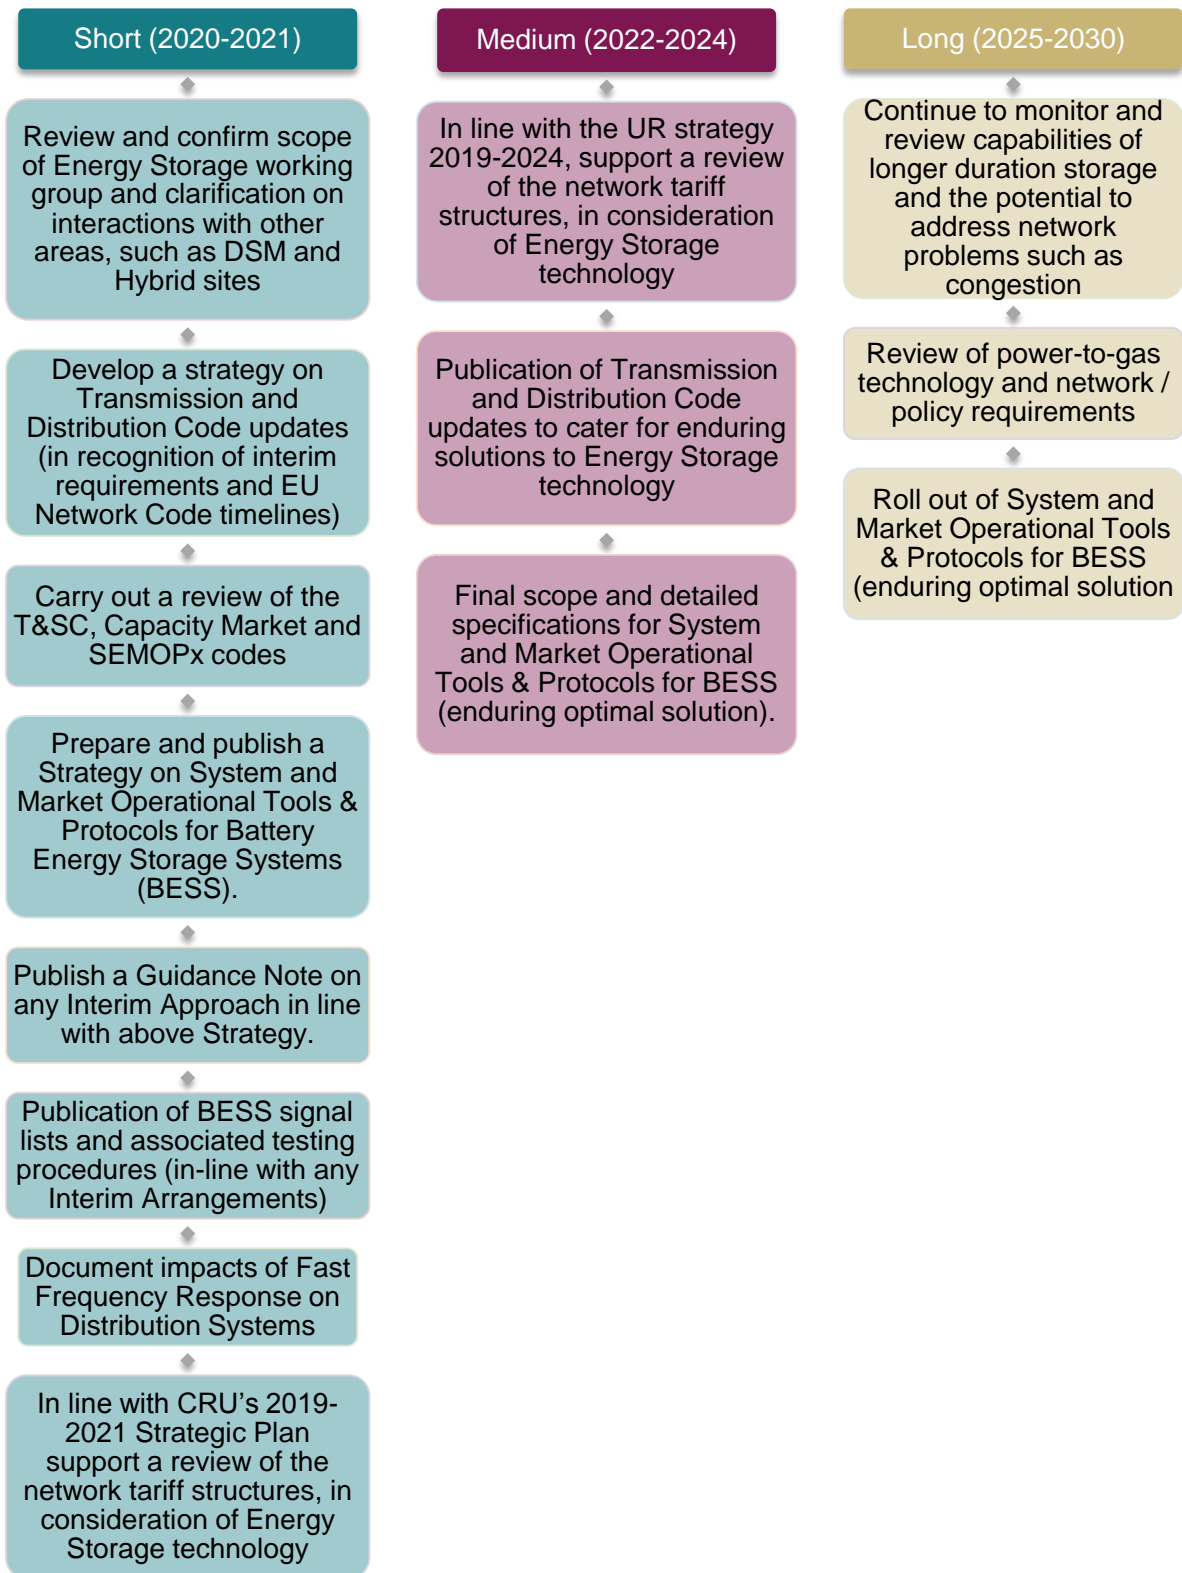 Short (2020-2021)
Review and confirm scope
of Energy Storage working
group and clarification on
interactions with other
areas, such as DSM and
Hybrid sites
Develop a strategy on
Transmission and
Distribution Code updates
(in recognition of interim
requirements and EU
Network Code timelines)
Carry out a review of the
T&SC, Capacity Market and
SEMOPx codes
Prepare and publish a
Strategy on System and
Market Operational Tools &
Protocols for Battery
Energy Storage Systems
(BESS).
Publish a Guidance Note on
any Interim Approach in line
with above Strategy.
Publication of BESS signal
lists and associated testing
procedures (in-line with any
Interim Arrangements)
Document impacts of Fast
Frequency Response on
Distribution Systems
In line with CRU’s 2019-
2021 Strategic Plan
support a review of the
network tariff structures, in
consideration of Energy
Storage technology
Medium (2022-2024)
In line with the UR strategy
2019-2024, support a review
of the network tariff
structures, in consideration
of Energy Storage
technology
Publication of Transmission
and Distribution Code
updates to cater for enduring
solutions to Energy Storage
technology
Final scope and detailed
specifications for System
and Market Operational
Tools & Protocols for BESS
(enduring optimal solution).
Long (2025-2030)
Continue to monitor and
review capabilities of
longer duration storage
and the potential to
address network
problems such as
congestion
Review of power-to-gas
technology and network /
policy requirements
Roll out of System and
Market Operational Tools
& Protocols for BESS
(enduring optimal solution